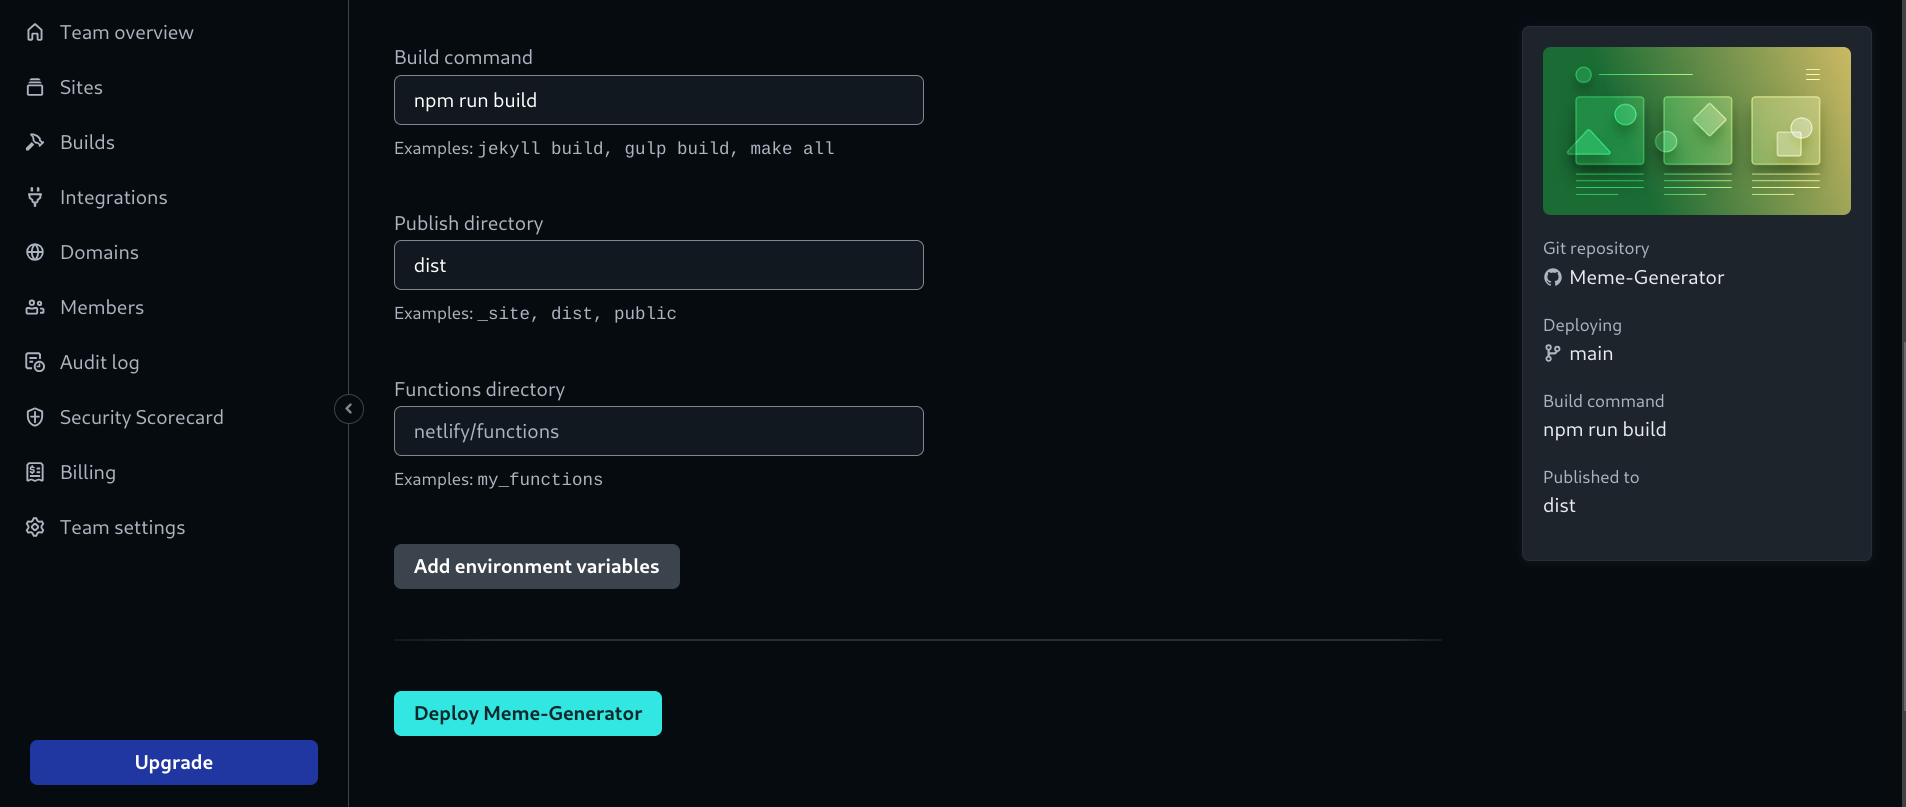 Team overview
Sites
Builds
Integrations
Domains
Members
Audit log
Security Scorecard
Billing
Team settings
Upgrade
Build command
npm run build
Examples: jekyll build, gulp build, make all
Publish directory
dist
Examples: _site, dist, public
Functions directory
netlify/functions
Examples: my_functions
Add environment variables
Deploy Meme-Generator
Git repository
Meme-Generator
Deploying
main
Build command
npm run build
Published to
dist